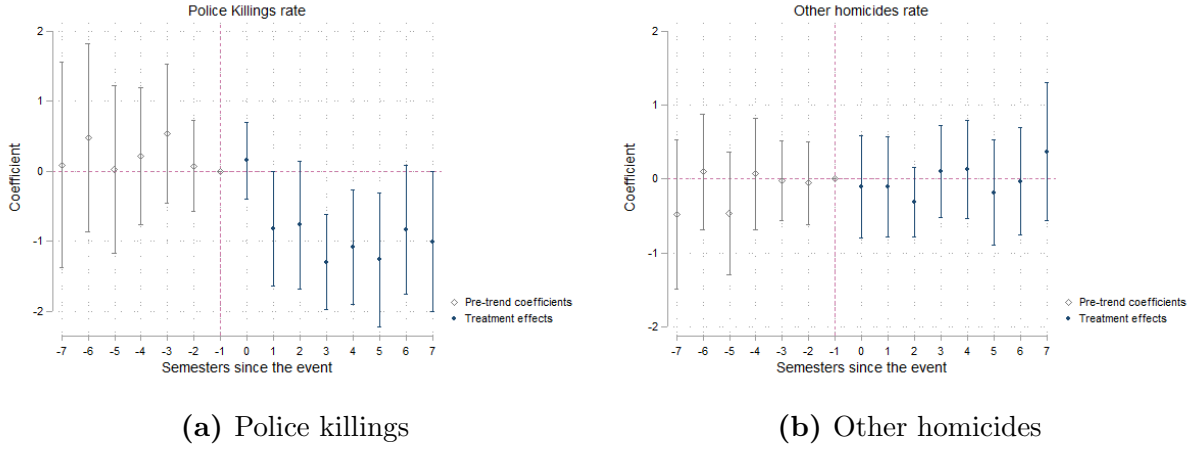 Police Killings rate
2
1
0
-1
-2
Coefficient
-7 -6 -5 -4 -3 -2 -1 0 1 2 3 4 5 6 7
Semesters since the event
Pre-trend coefficients
Treatment effects
(a) Police killings
Other homicides rate
2
1
0
-1
-2
Coefficient
-7 -6 -5 -4 -3 -2 -1 0 1 2 3 4 5 6 7
Semesters since the event
Pre-trend coefficients
Treatment effects
(b) Other homicides